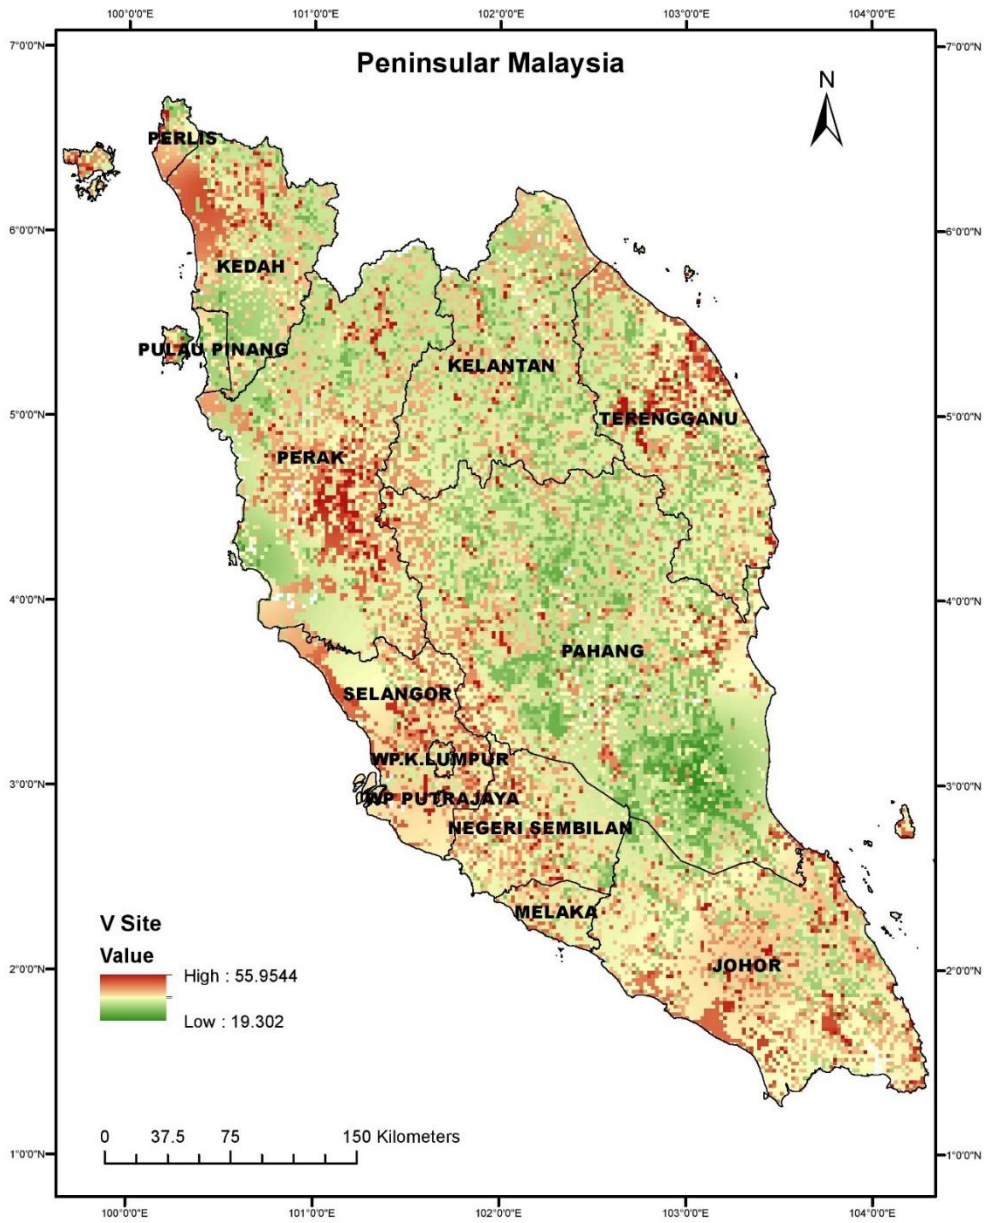 100°0'0"E 101°0'0"E 102°0'0"E 103°0'0"E 104°0'0"E
Peninsular Malaysia
N
7°0'0"N 7°0'0"N
PERLIS
6°0'0"N 6°0'0"N
KEDAH
PULAU PINANG
KELANTAN
5°0'0"N 5°0'0"N
TERENGGANU
PERAK
4°0'0"N 4°0'0"N
PAHANG
SELANGOR
WP.K.LUMPUR
3°0'0"N 3°0'0"N
WP PUTRAJAYA
NEGERI SEMBILAN
MELAKA
V Site
Value
JOHOR
2°0'0"N 2°0'0"N
High : 55.9544
Low : 19.302
0 37.5 75 150 Kilometers
1°0'0"N 1°0'0"N
100°0'0"E 101°0'0"E 102°0'0"E 103°0'0"E 104°0'0"E